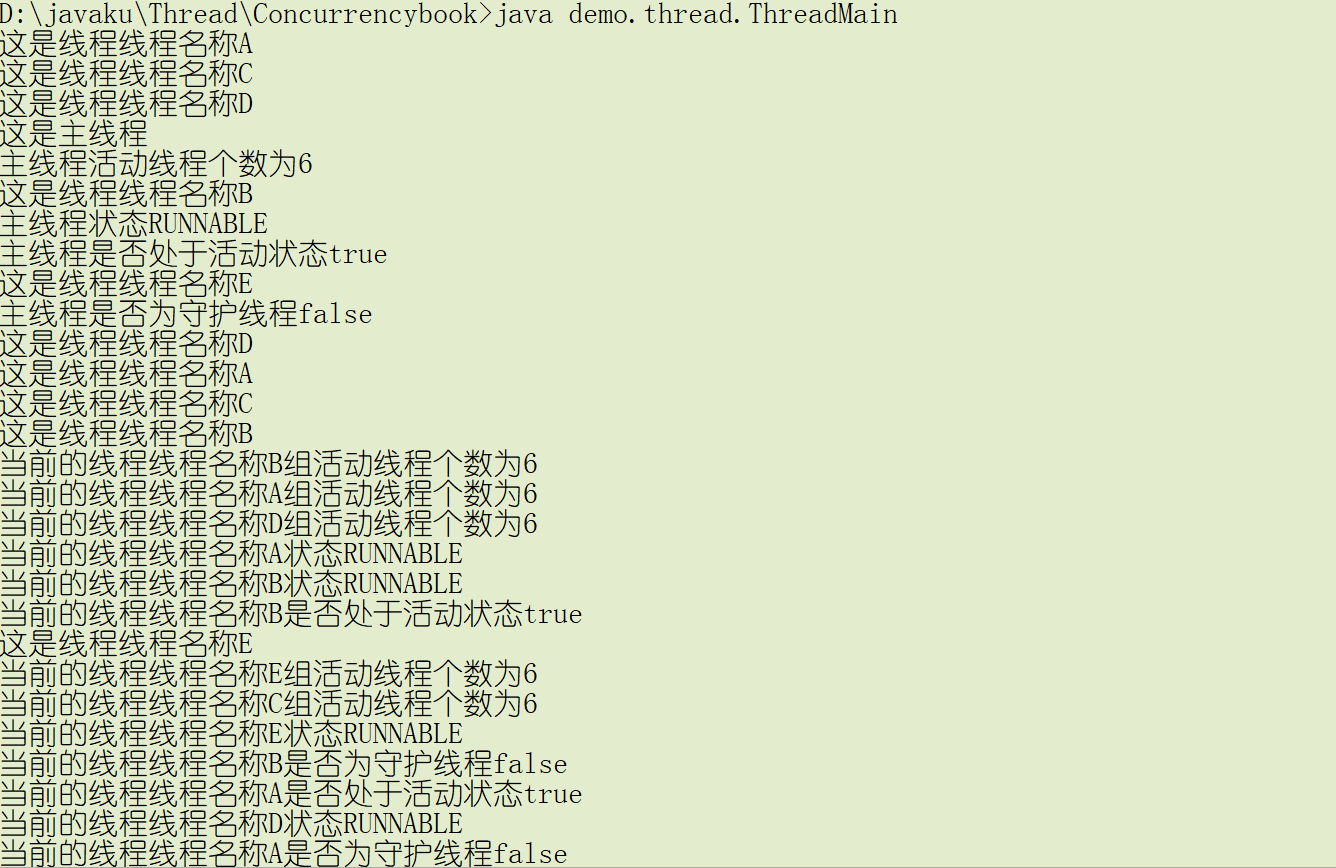 D:\javaku\Thread\Concurrencybook>java demo.thread.ThreadMain
这是线程线程名称A
这是线程线程名称C
这是线程线程名称D
这是主线程
主线程活动线程个数为6
这是线程线程名称B
主线程状态RUNNABLE
主线程是否处于活动状态true
这是线程线程名称E
主线程是否为守护线程false
这是线程线程名称D
这是线程线程名称A
这是线程线程名称C
这是线程线程名称B
当前的线程线程名称B组活动线程个数为6
当前的线程线程名称A组活动线程个数为6
当前的线程线程名称D组活动线程个数为6
当前的线程线程名称A状态RUNNABLE
当前的线程线程名称B状态RUNNABLE
当前的线程线程名称B是否处于活动状态true
这是线程线程名称E
当前的线程线程名称E组活动线程个数为6
当前的线程线程名称C组活动线程个数为6
当前的线程线程名称E状态RUNNABLE
当前的线程线程名称B是否为守护线程false
当前的线程线程名称A是否处于活动状态true
当前的线程线程名称D状态RUNNABLE
当前的线程线程名称A是否为守护线程false